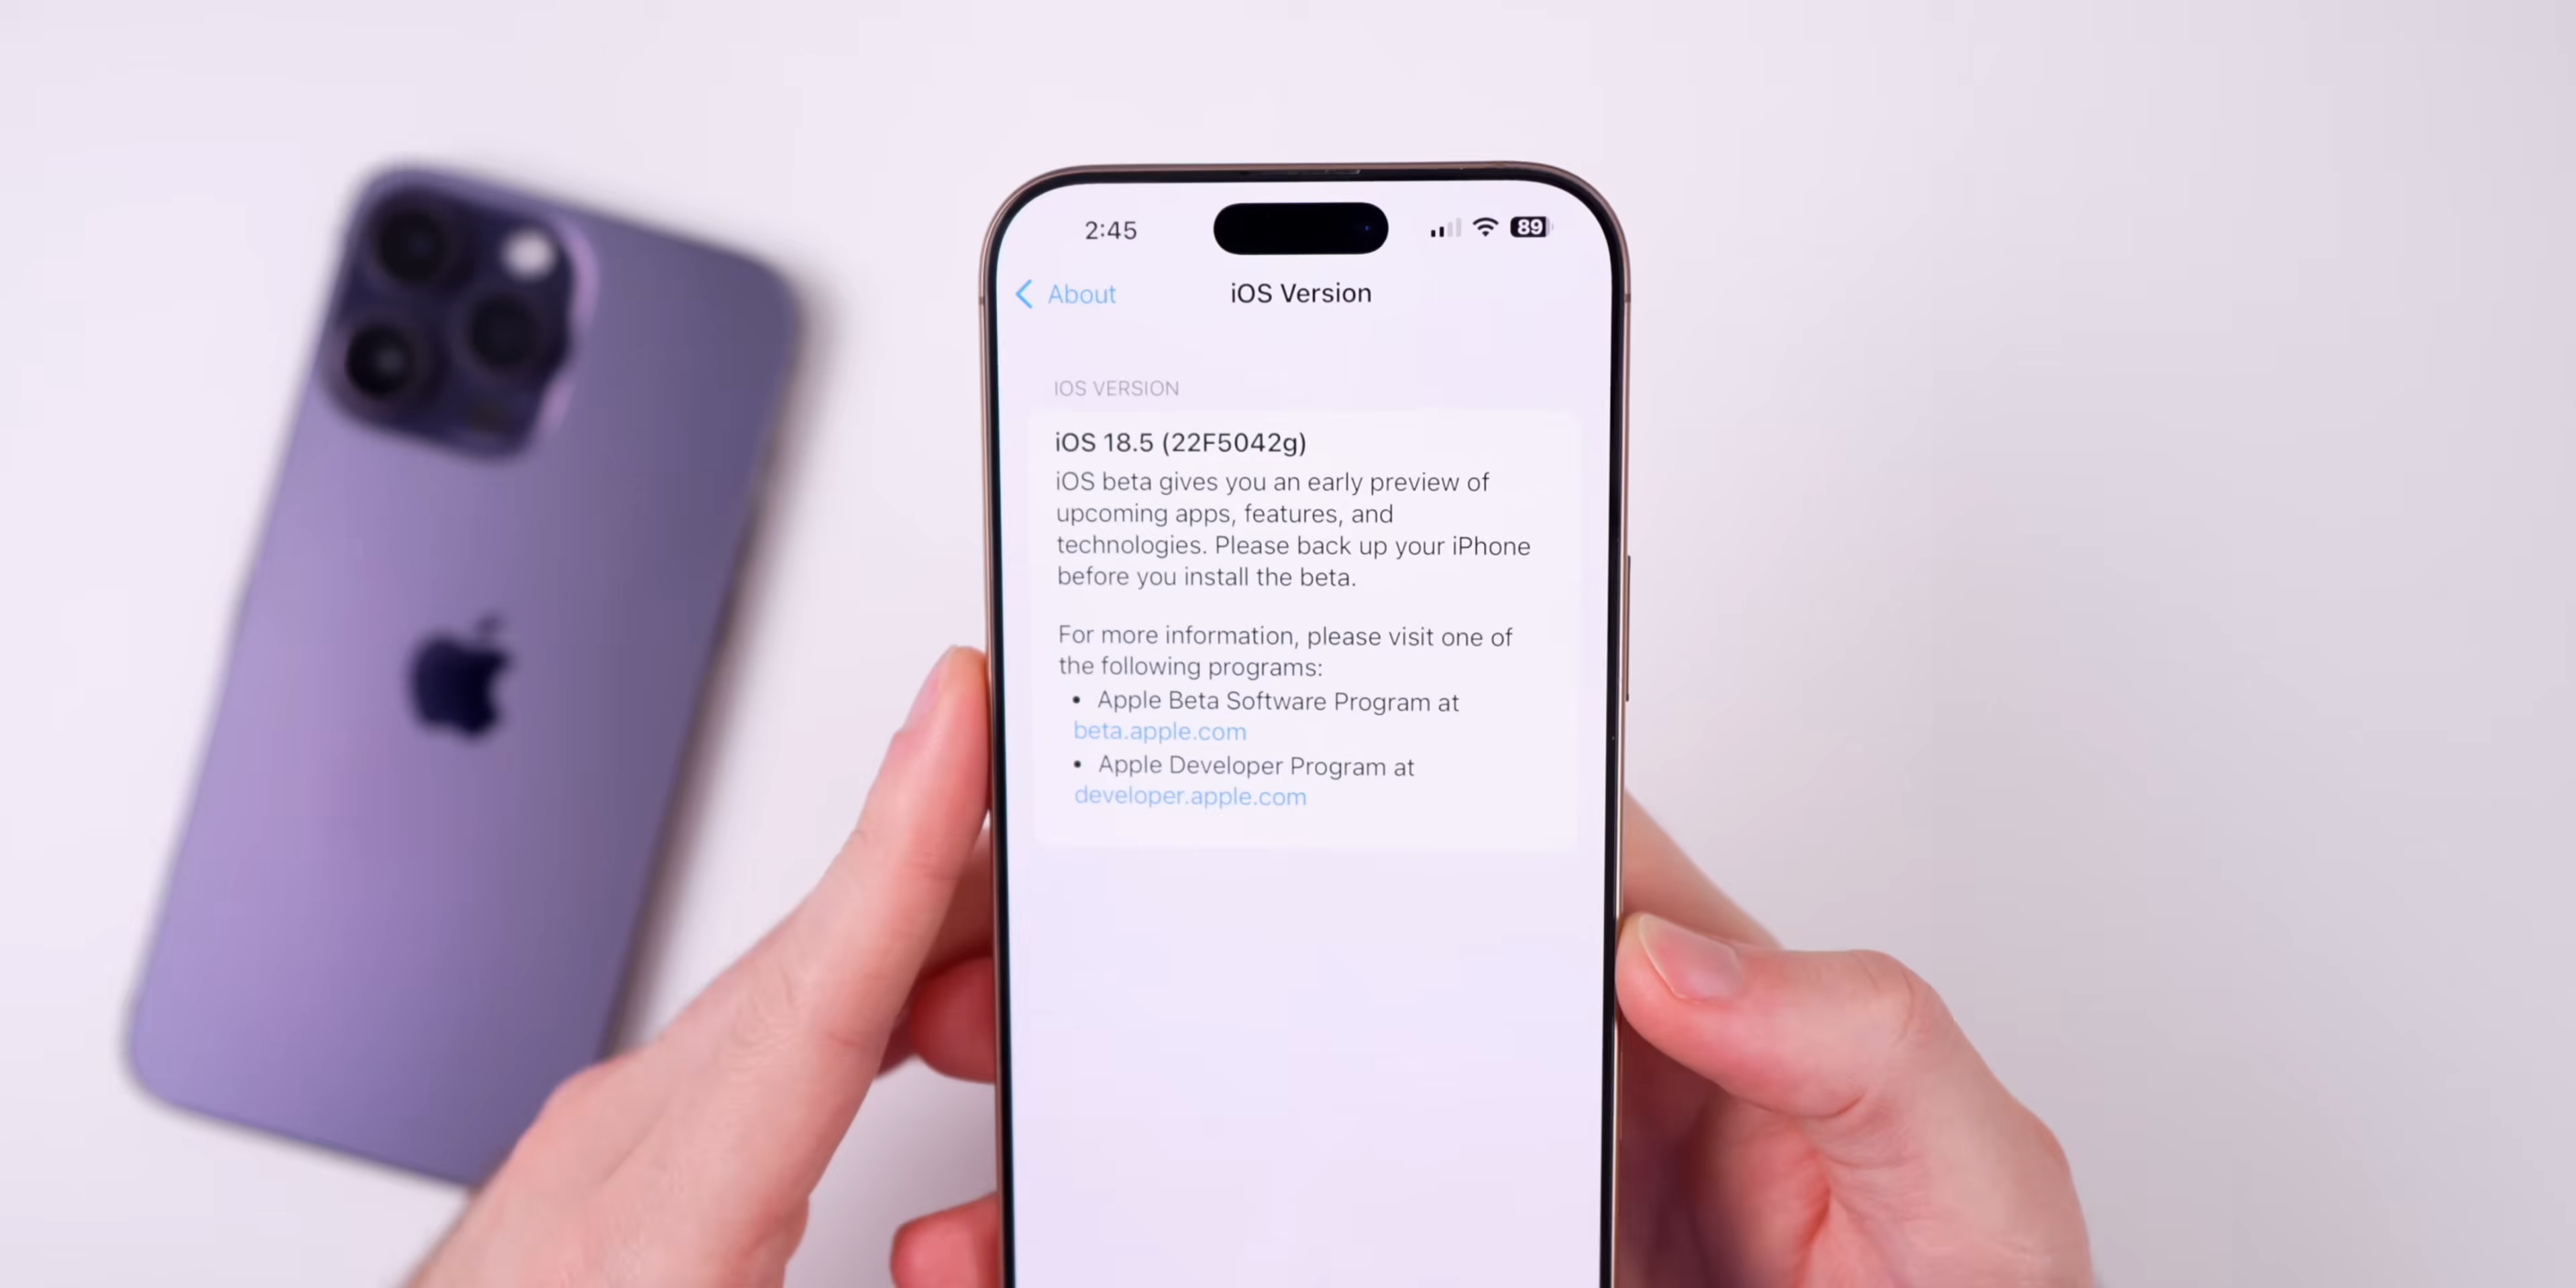 2:45
89
About
iOS Version
IOS VERSION
iOS 18.5 (22F5042g)
iOS beta gives you an early preview of
upcoming apps, features, and
technologies. Please back up your iPhone
before you install the beta.
For more information, please visit one of
the following programs:
• Apple Beta Software Program at
beta.apple.com
• Apple Developer Program at
developer.apple.com